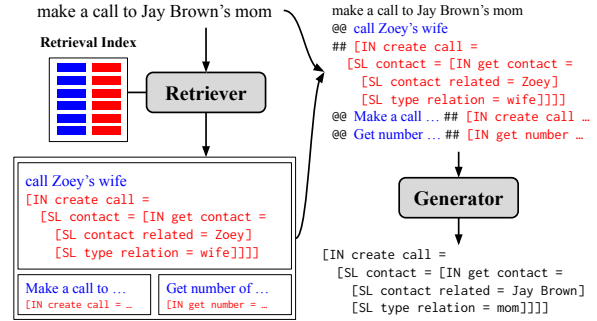 make a call to Jay Brown's mom
Retrieval Index
Retriever
call Zoey's wife
[IN create call =
[SL contact = [IN get contact =
[SL contact related = Zoey]
[SL type relation = wife]]]]
Make a call to …
[IN create call = …
Get number of …
[IN get number = …
make a call to Jay Brown's mom
@@ call Zoey's wife
## [IN create call =
[SL contact = [IN get contact =
[SL contact related = Zoey]
[SL type relation = wife]]]]
@@ Make a call … ## [IN create call …
@@ Get number … ## [IN get number …
Generator
[IN create call =
[SL contact = [IN get contact =
[SL contact related = Jay Brown]
[SL type relation = mom]]]]